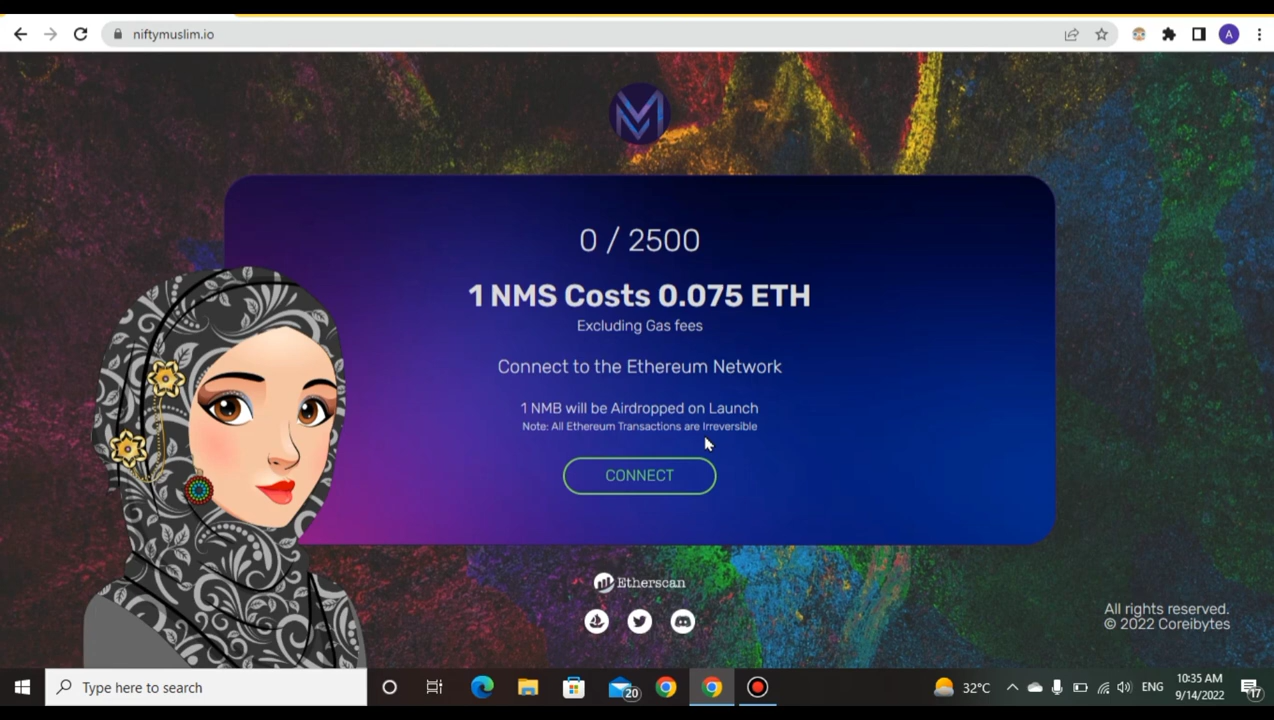 niftymuslim.io
A
0 / 2500
1 NMS Costs 0.075 ETH
Excluding Gas fees
Connect to the Ethereum Network
1 NMB will be Airdropped on Launch
Note: All Ethereum Transactions are Irreversible
CONNECT
Etherscan
All rights reserved.
© 2022 Coreibytes
Type here to search
20
32°C
ENG
10:35 AM
9/14/2022
17